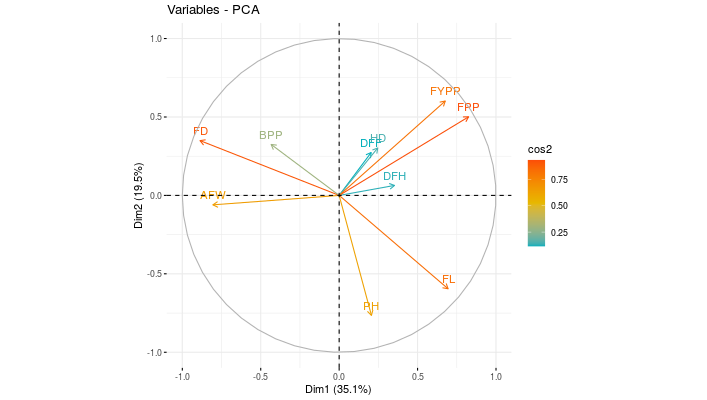 Variables - PCA
1.0
0.5
0.0
-0.5
-1.0
Dim2 (19.5%)
FYPP
FPP
FD
BPP
HD
DFF
DFH
AFW
FL
PH
-1.0
-0.5
0.0
0.5
1.0
Dim1 (35.1%)
cos2
0.75
0.50
0.25